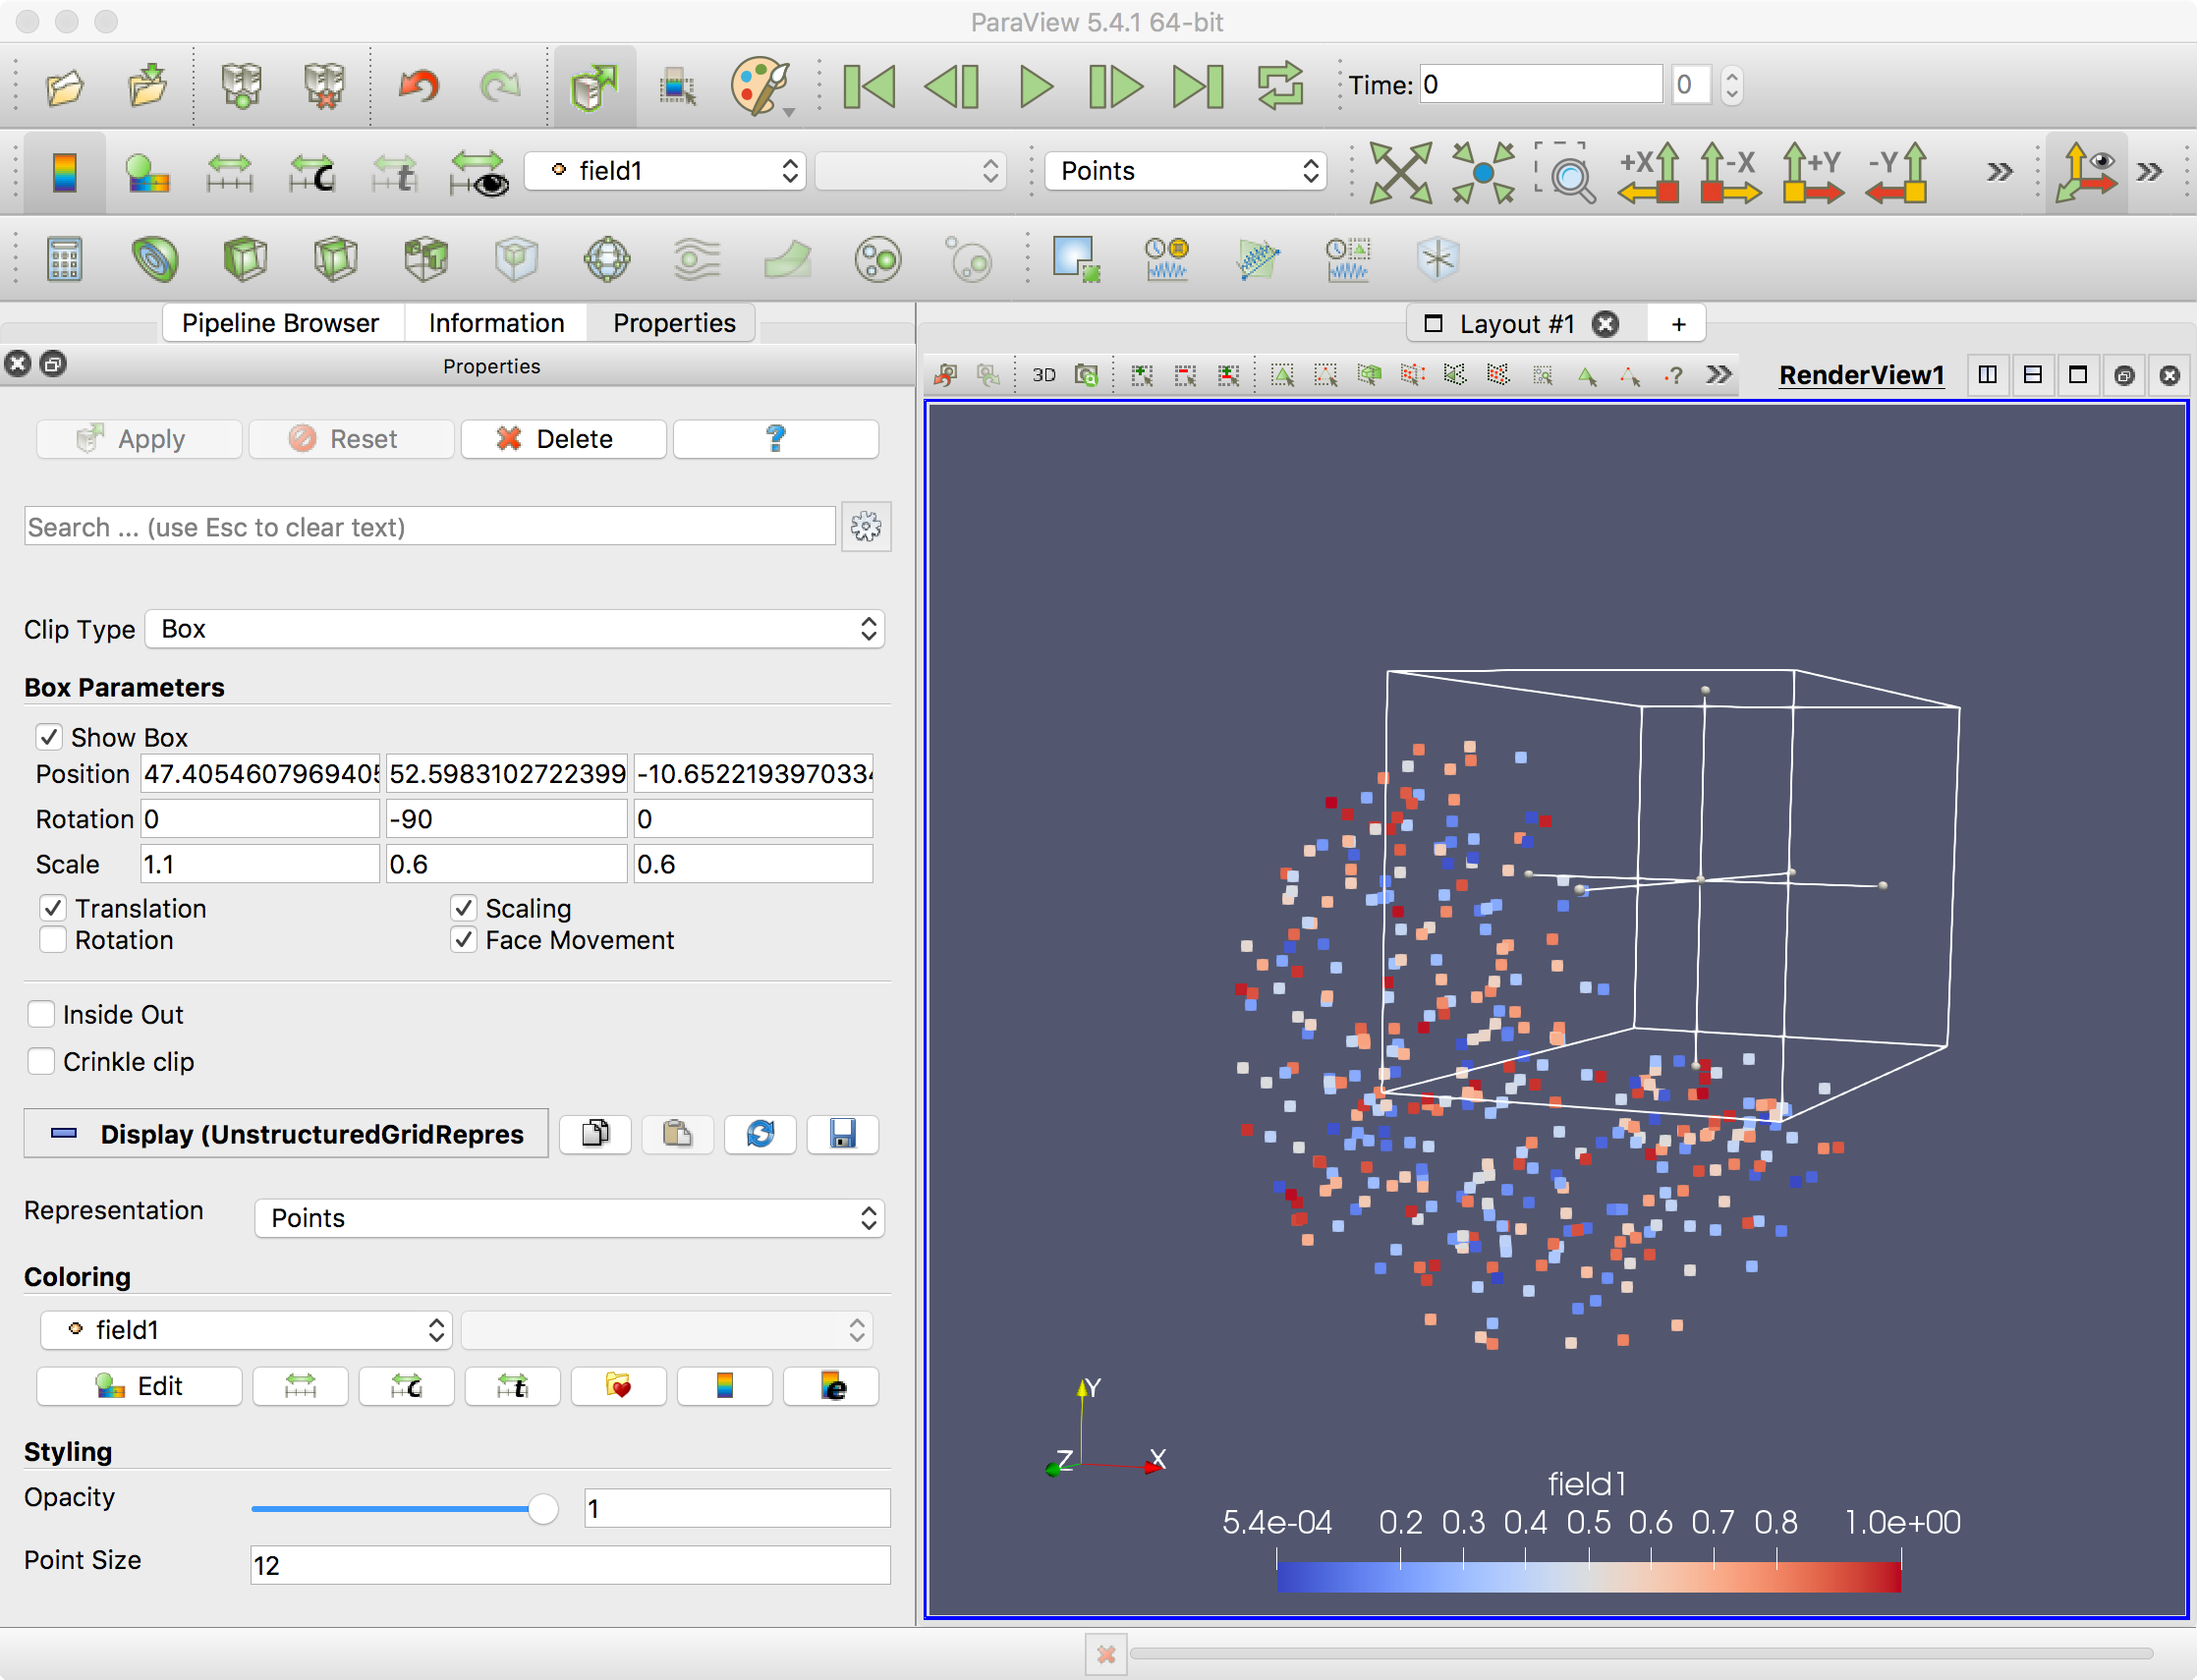 ParaView 5.4.1 64-bit
Time: 0 0
c t field1 Points +X -X +Y -Y
Pipeline Browser Information Properties
Layout #1 +
Properties
3D ? RenderView1
Apply Reset Delete ?
Search ... (use Esc to clear text)
Clip Type Box
Box Parameters
Show Box
Position 47.4054607969405 52.5983102722399 -10.6522193970334
Rotation 0 -90 0
Scale 1.1 0.6 0.6
Translation Scaling
Rotation Face Movement
Inside Out
Crinkle clip
Display (UnstructuredGridRepres
Representation Points
Coloring
field1
Edit c t e
Styling
Opacity 1
Point Size 12
Y
Z X
field1
5.4e-04 0.2 0.3 0.4 0.5 0.6 0.7 0.8 1.0e+00